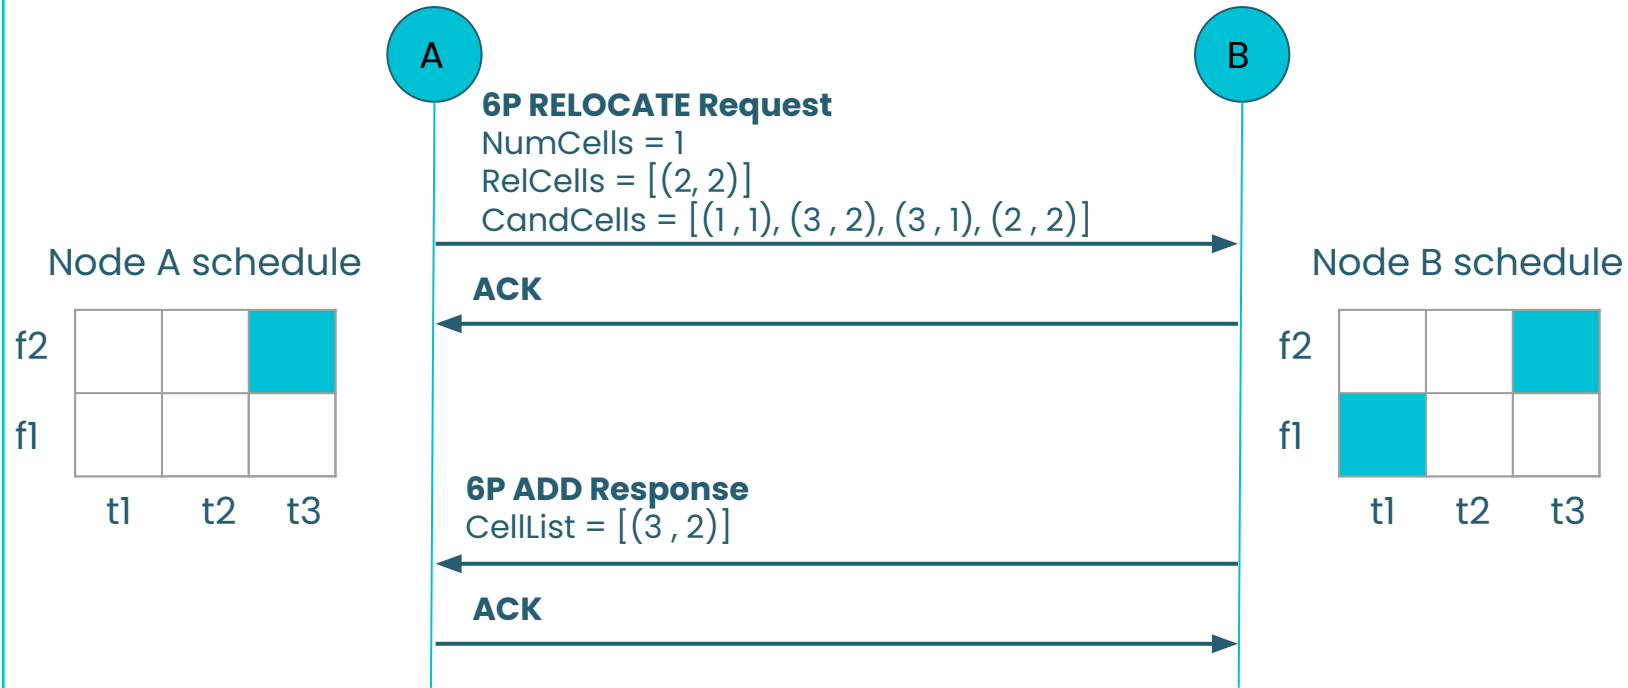 A
B
6P RELOCATE Request
NumCells = 1
RelCells = [(2, 2)]
CandCells = [(1 , 1), (3 , 2), (3 , 1), (2 , 2)]
Node A schedule
Node B schedule
ACK
f2
f2
f1
f1
6P ADD Response
t1 t2 t3
t1 t2 t3
CellList = [(3 , 2)]
ACK